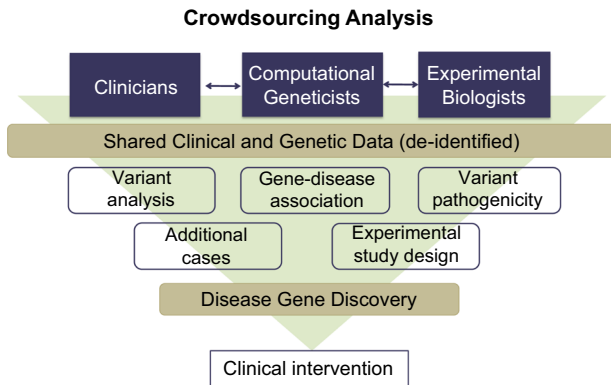 Crowdsourcing Analysis
Clinicians
Computational
Geneticists
Experimental
Biologists
Shared Clinical and Genetic Data (de-identified)
Variant
analysis
Gene-disease
association
Variant
pathogenicity
Additional
cases
Experimental
study design
Disease Gene Discovery
Clinical intervention